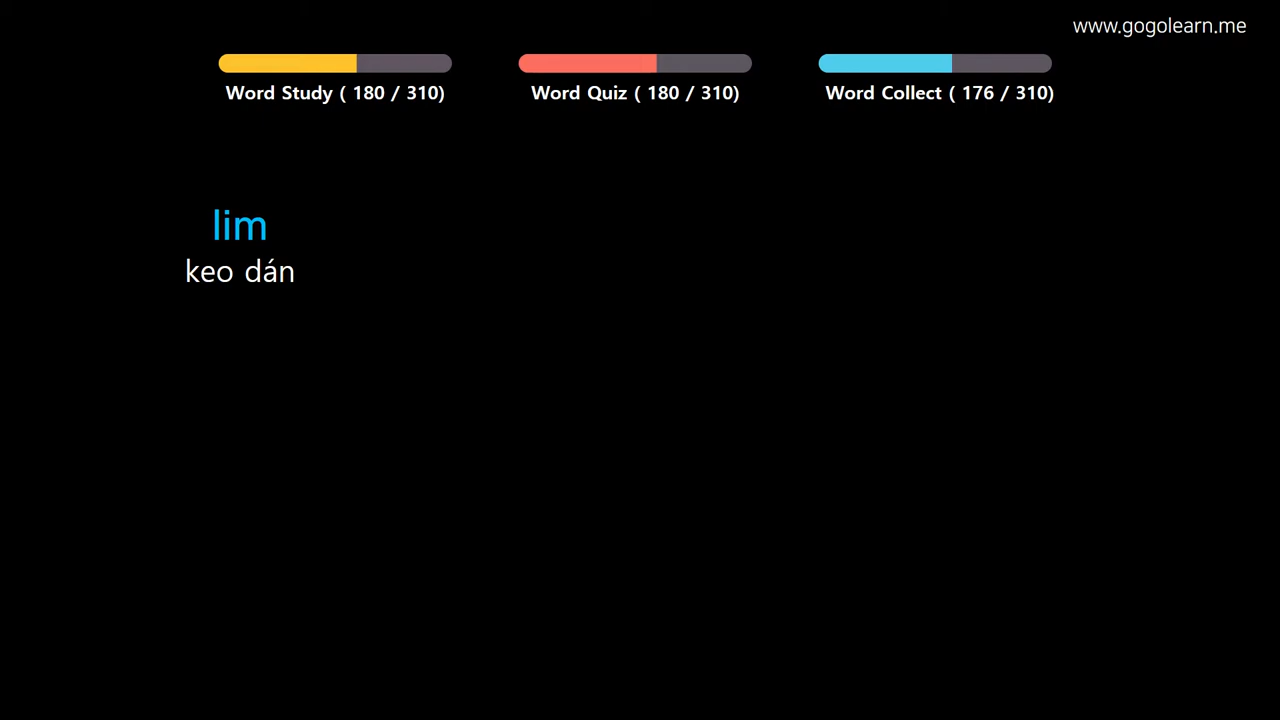 www.gogolearn.me
Word Study ( 180 / 310)
Word Quiz ( 180 / 310)
Word Collect ( 176 / 310)
lim
keo dán